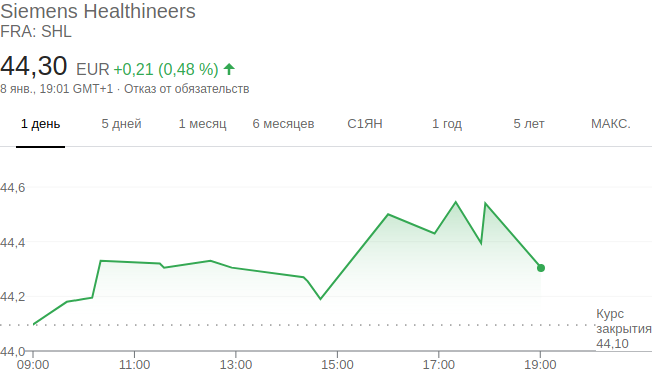 Siemens Healthineers
FRA: SHL
44,30 EUR +0,21 (0,48 %)
8 янв., 19:01 GMT+1 · Отказ от обязательств
1 день 5 дней 1 месяц 6 месяцев С1ЯН 1 год 5 лет МАКС.
44,6
44,4
44,2
Курс
закрытия
44,10
44,0
09:00 11:00 13:00 15:00 17:00 19:00